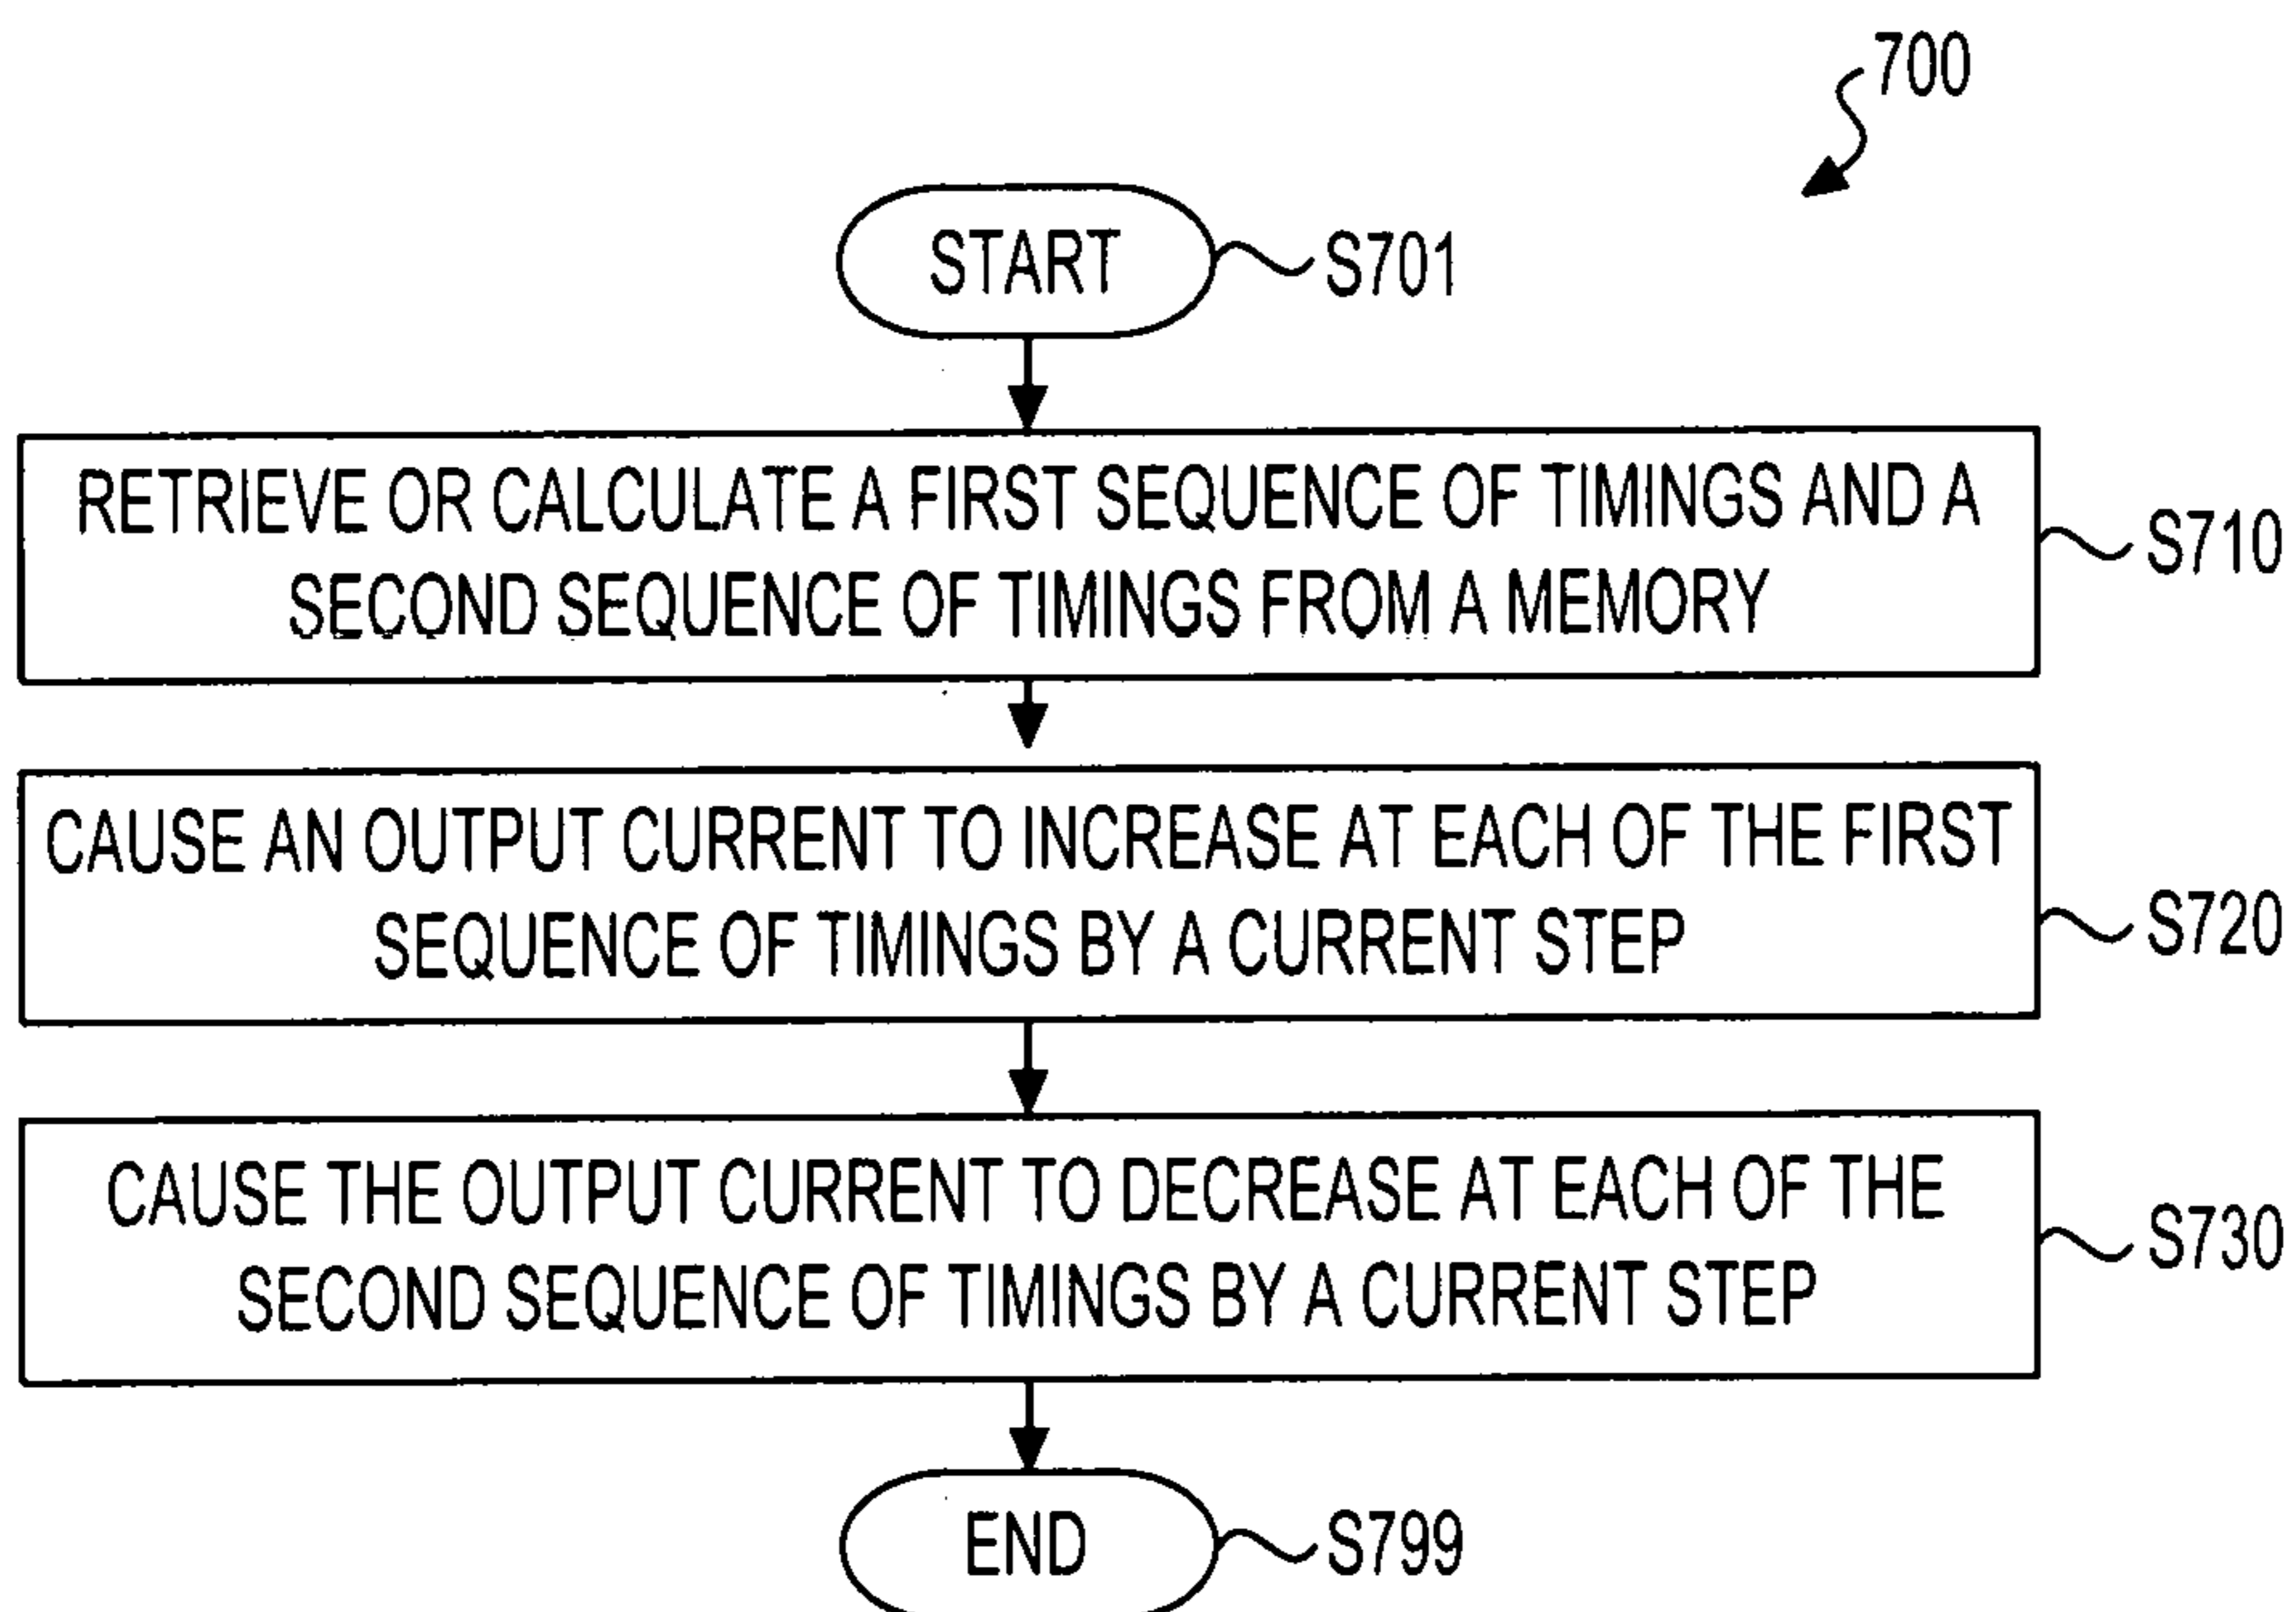 700
START
S701
RETRIEVE OR CALCULATE A FIRST SEQUENCE OF TIMINGS AND A
SECOND SEQUENCE OF TIMINGS FROM A MEMORY
S710
CAUSE AN OUTPUT CURRENT TO INCREASE AT EACH OF THE FIRST
SEQUENCE OF TIMINGS BY A CURRENT STEP
S720
CAUSE THE OUTPUT CURRENT TO DECREASE AT EACH OF THE
SECOND SEQUENCE OF TIMINGS BY A CURRENT STEP
S730
END
S799